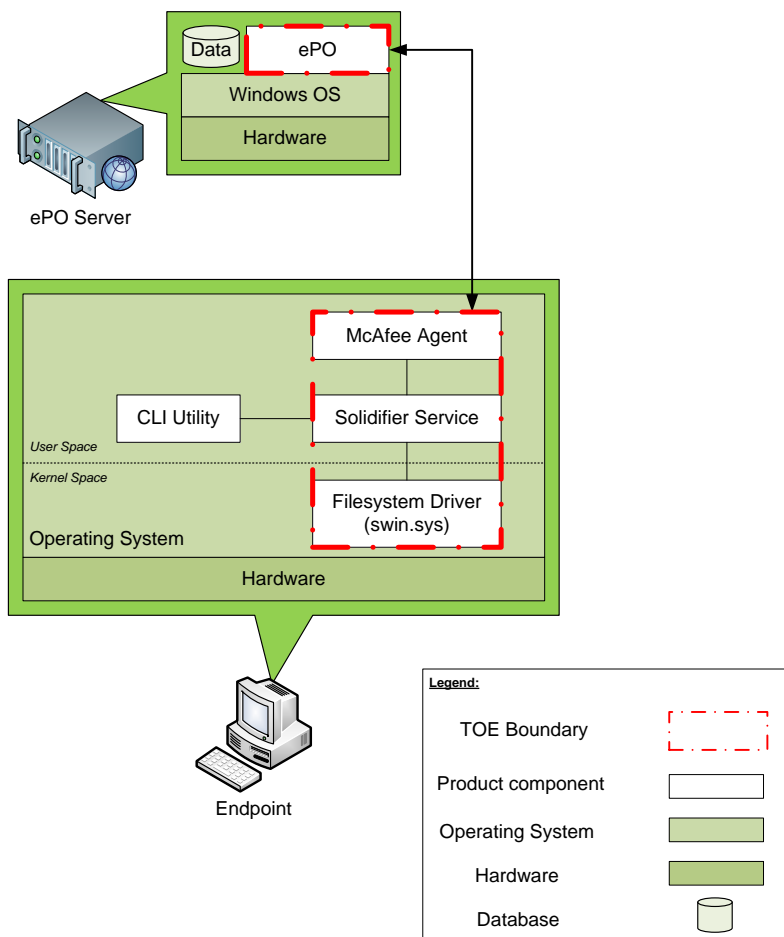 Data
ePO
Windows OS
Hardware
ePO Server
McAfee Agent
CLI Utility
Solidifier Service
User Space
Kernel Space
Filesystem Driver
(swin.sys)
Operating System
Hardware
Endpoint
Legend:
TOE Boundary
Product component
Operating System
Hardware
Database